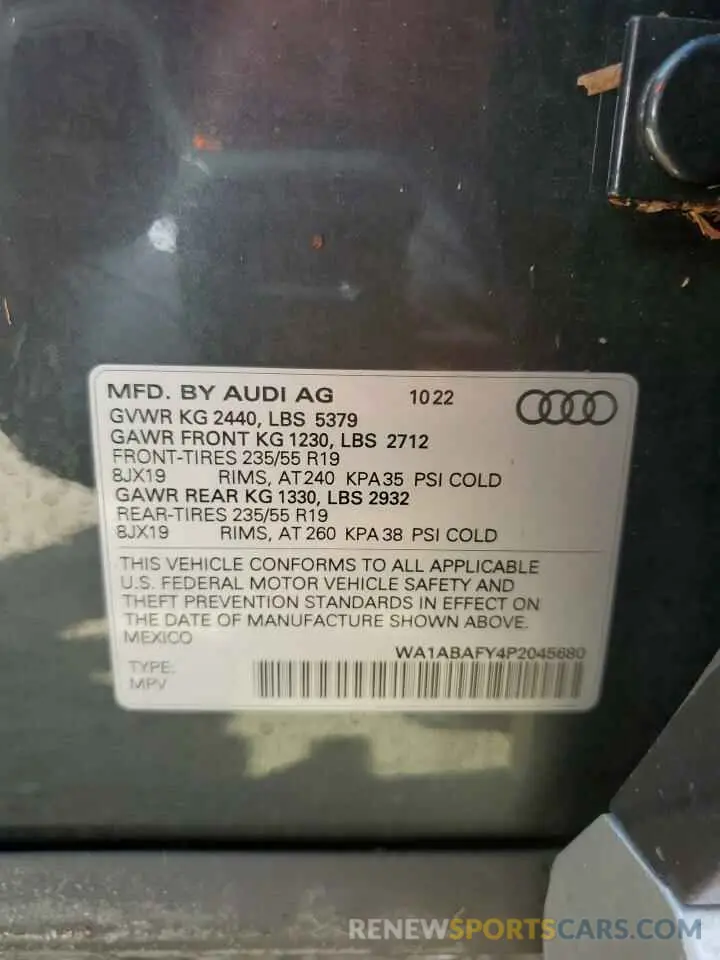 MFD. BY AUDI AG 1022
GVWR KG 2440, LBS 5379
GAWR FRONT KG 1230, LBS 2712
FRONT-TIRES 235/55 R19
8JX19 RIMS, AT 240 KPA 35 PSI COLD
GAWR REAR KG 1330, LBS 2932
REAR-TIRES 235/55 R19
8JX19 RIMS, AT 260 KPA 38 PSI COLD
THIS VEHICLE CONFORMS TO ALL APPLICABLE
U.S. FEDERAL MOTOR VEHICLE SAFETY AND
THEFT PREVENTION STANDARDS IN EFFECT ON
THE DATE OF MANUFACTURE SHOWN ABOVE.
MEXICO
WA1ABAFY4P2045680
TYPE:
MPV
RENEWSPORTSCARS.COM